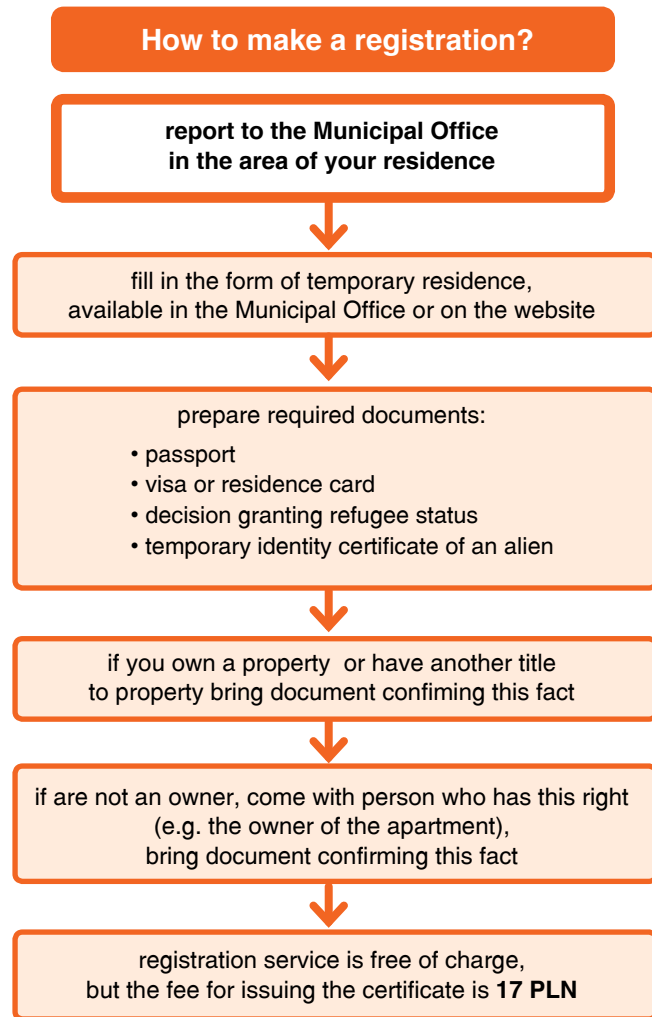 How to make a registration?
report to the Municipal Office
in the area of your residence
fill in the form of temporary residence,
available in the Municipal Office or on the website
prepare required documents:
• passport
• visa or residence card
• decision granting refugee status
• temporary identity certificate of an alien
if you own a property or have another title
to property bring document confiming this fact
if are not an owner, come with person who has this right
(e.g. the owner of the apartment),
bring document confirming this fact
registration service is free of charge,
but the fee for issuing the certificate is 17 PLN